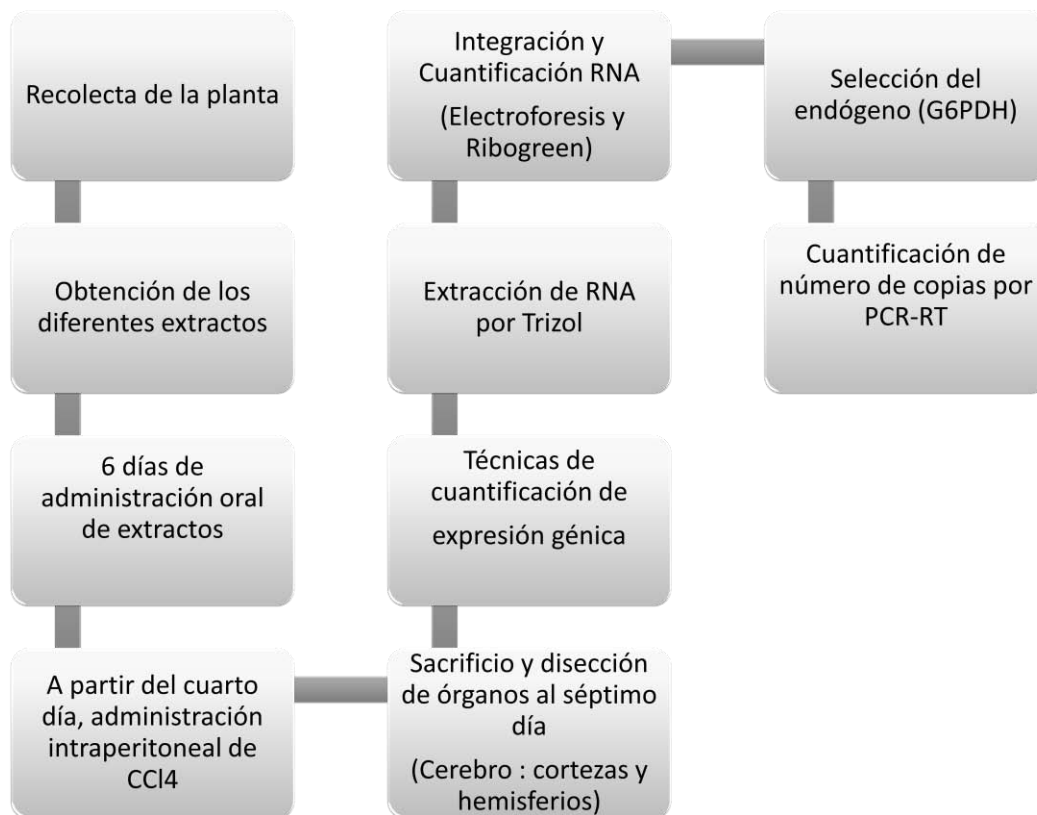 Recolecta de la planta
Obtención de los
diferentes extractos
6 días de
administración oral
de extractos
A partir del cuarto
día, administración
intraperitoneal de
CCl4
Sacrificio y disección
de órganos al séptimo
día
(Cerebro : cortezas y
hemisferios)
Técnicas de
cuantificación de
expresión génica
Extracción de RNA
por Trizol
Integración y
Cuantificación RNA
(Electroforesis y
Ribogreen)
Selección del
endógeno (G6PDH)
Cuantificación de
número de copias por
PCR-RT